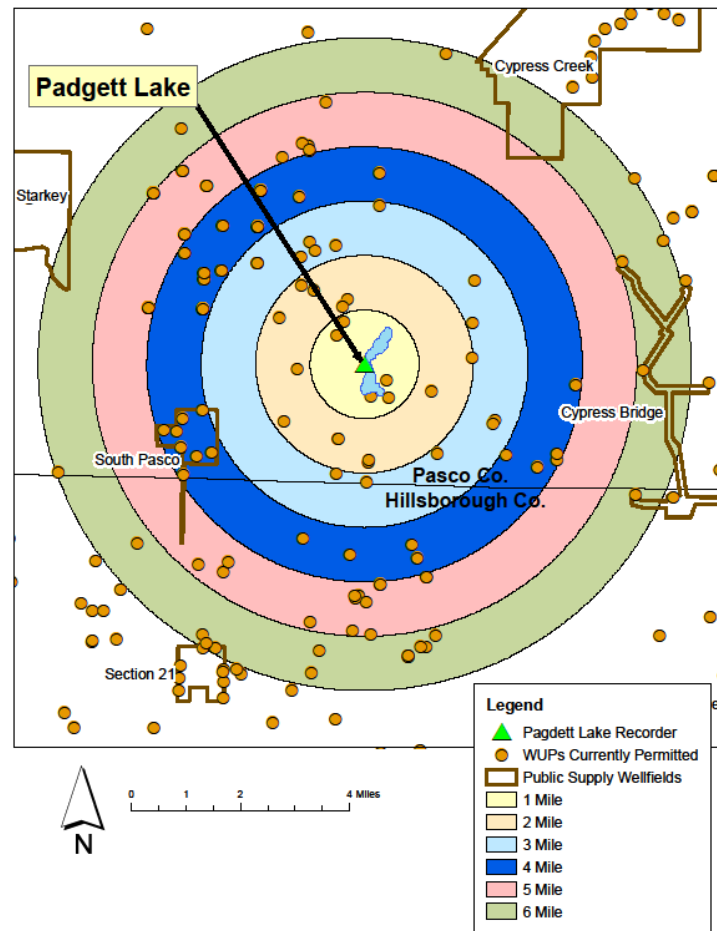 Cypress Creek
Padgett Lake
Starkey
Cypress Bridge
South Pasco
Pasco Co.
Hillsborough Co.
Section 21
Legend
Pagdett Lake Recorder
WUPs Currently Permitted
Public Supply Wellfields
1 Mile
2 Mile
3 Mile
4 Mile
5 Mile
6 Mile
0 1 2 4 Miles
N